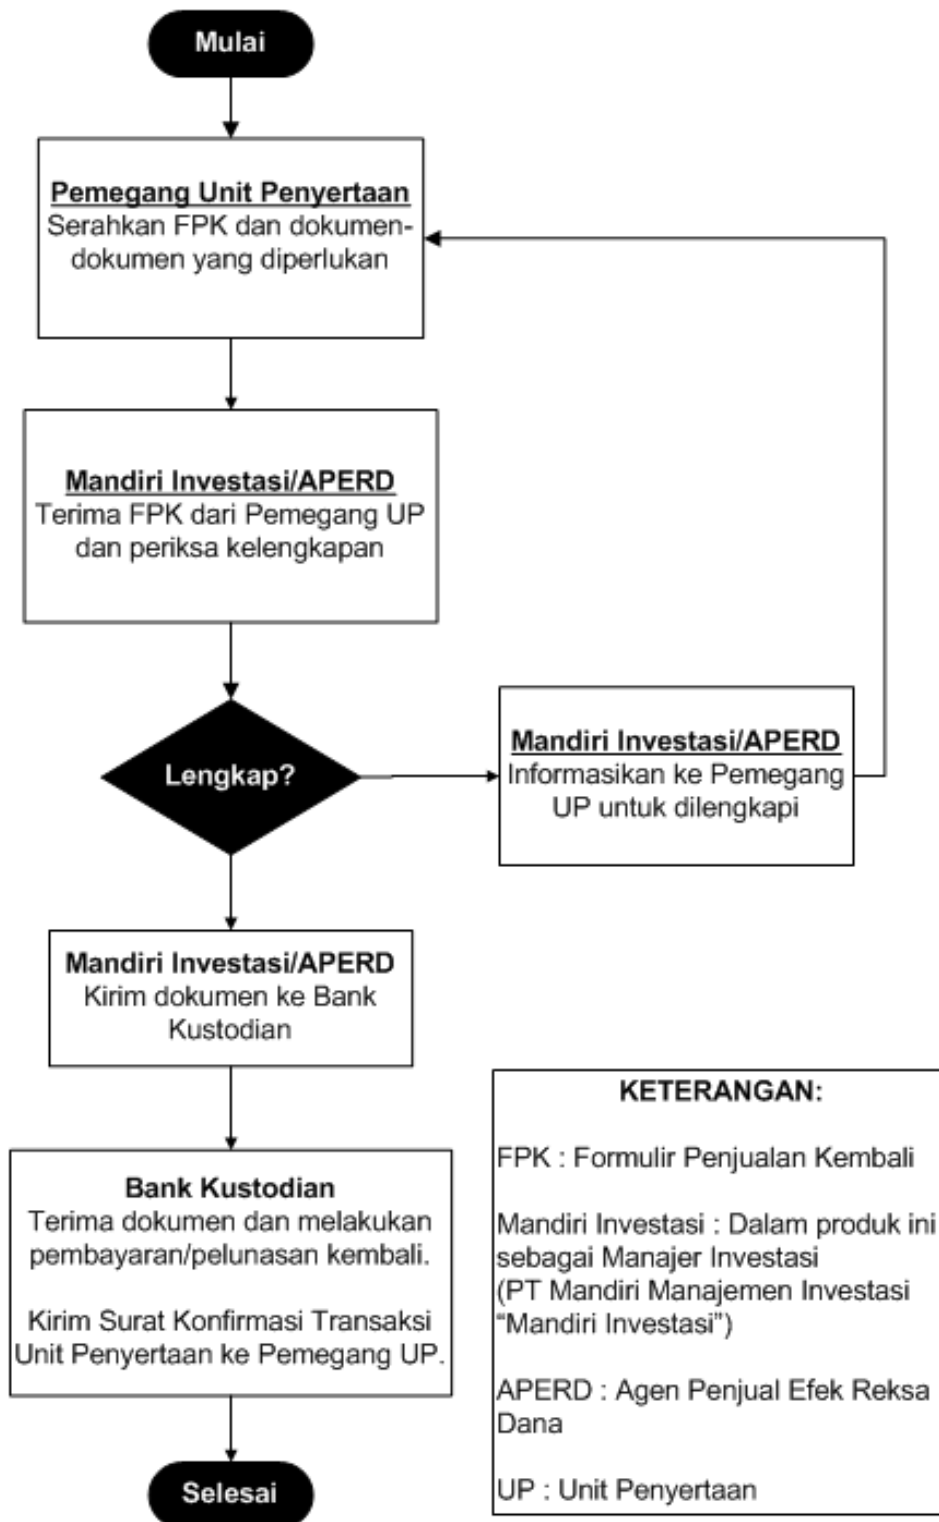 Mulai
Pemegang Unit Penyertaan
Serahkan FPK dan dokumen-
dokumen yang diperlukan
Mandiri Investasi/APERD
Terima FPK dari Pemegang UP
dan periksa kelengkapan
Lengkap?
Mandiri Investasi/APERD
Informasikan ke Pemegang
UP untuk dilengkapi
Mandiri Investasi/APERD
Kirim dokumen ke Bank
Kustodian
Bank Kustodian
Terima dokumen dan melakukan
pembayaran/pelunasan kembali.
Kirim Surat Konfirmasi Transaksi
Unit Penyertaan ke Pemegang UP.
Selesai
KETERANGAN:
FPK : Formulir Penjualan Kembali
Mandiri Investasi : Dalam produk ini
sebagai Manajer Investasi
(PT Mandiri Manajemen Investasi
“Mandiri Investasi”)
APERD : Agen Penjual Efek Reksa
Dana
UP : Unit Penyertaan